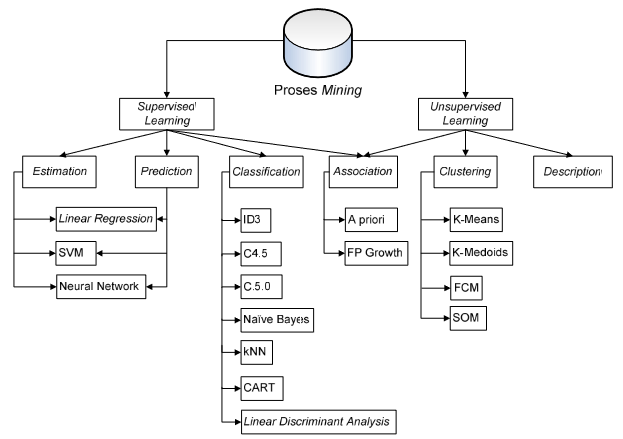 Proses Mining
Supervised
Learning
Unsupervised
Learning
Estimation
Prediction
Classification
Association
Clustering
Description
Linear Regression
SVM
Neural Network
ID3
C4.5
C.5.0
Naïve Bayes
kNN
CART
Linear Discriminant Analysis
A priori
FP Growth
K-Means
K-Medoids
FCM
SOM